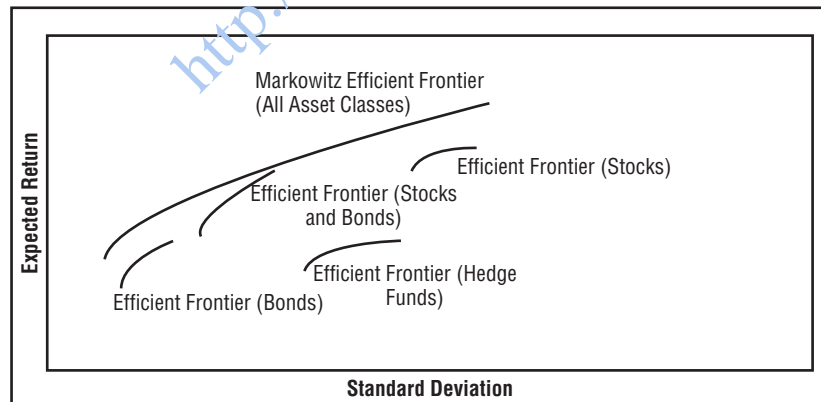 http:/
Markowitz Efficient Frontier
(All Asset Classes)
Efficient Frontier (Stocks)
Efficient Frontier (Stocks
and Bonds)
Efficient Frontier (Hedge
Funds)
Efficient Frontier (Bonds)
Expected Return
Standard Deviation